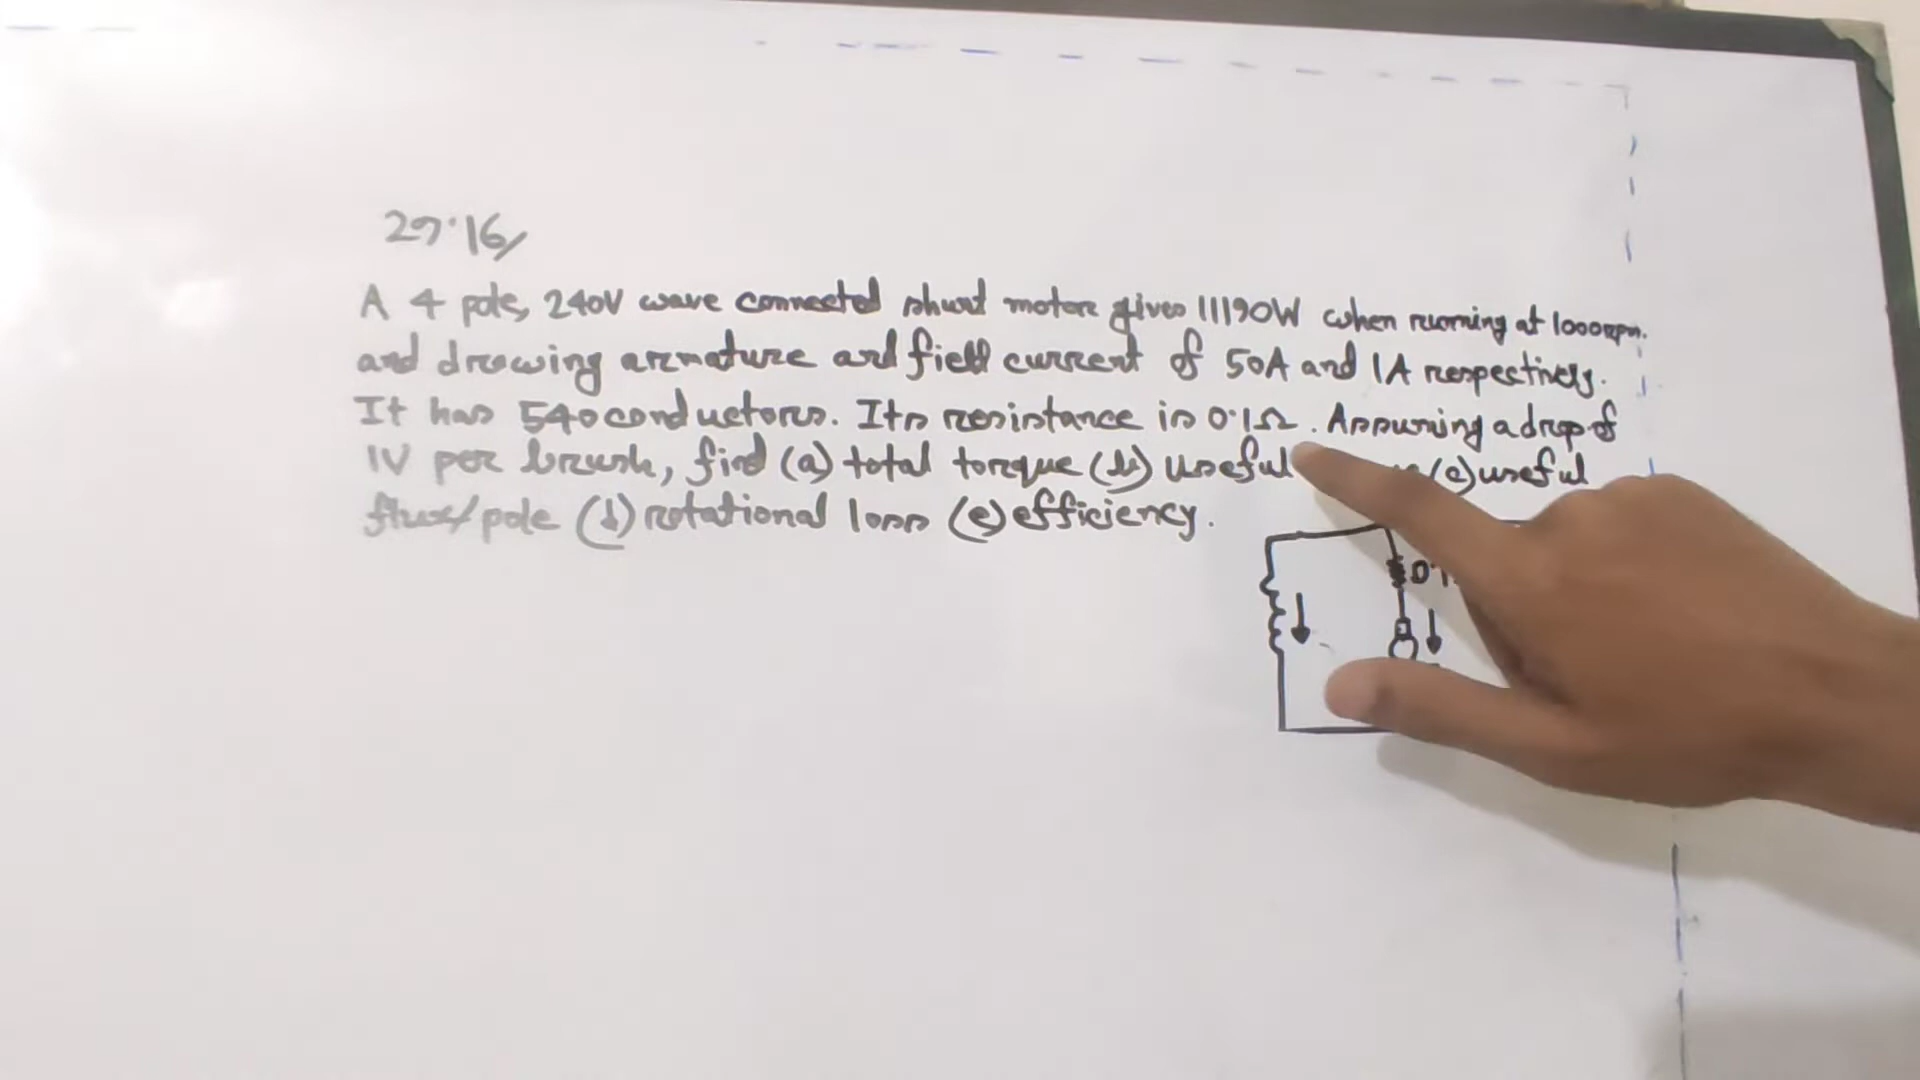 29.16/
A 4 pole, 240V wave connected shunt motor gives 11190W when running at 1000rpm.
and drawing armature and field current of 50A and 1A respectively.
It has 540 conductors. Its resistance is 0.1Ω. Assuming a drop of
1V per brush, find (a) total torque (b) useful (c) useful
flux/pole (d) rotational loss (e) efficiency.